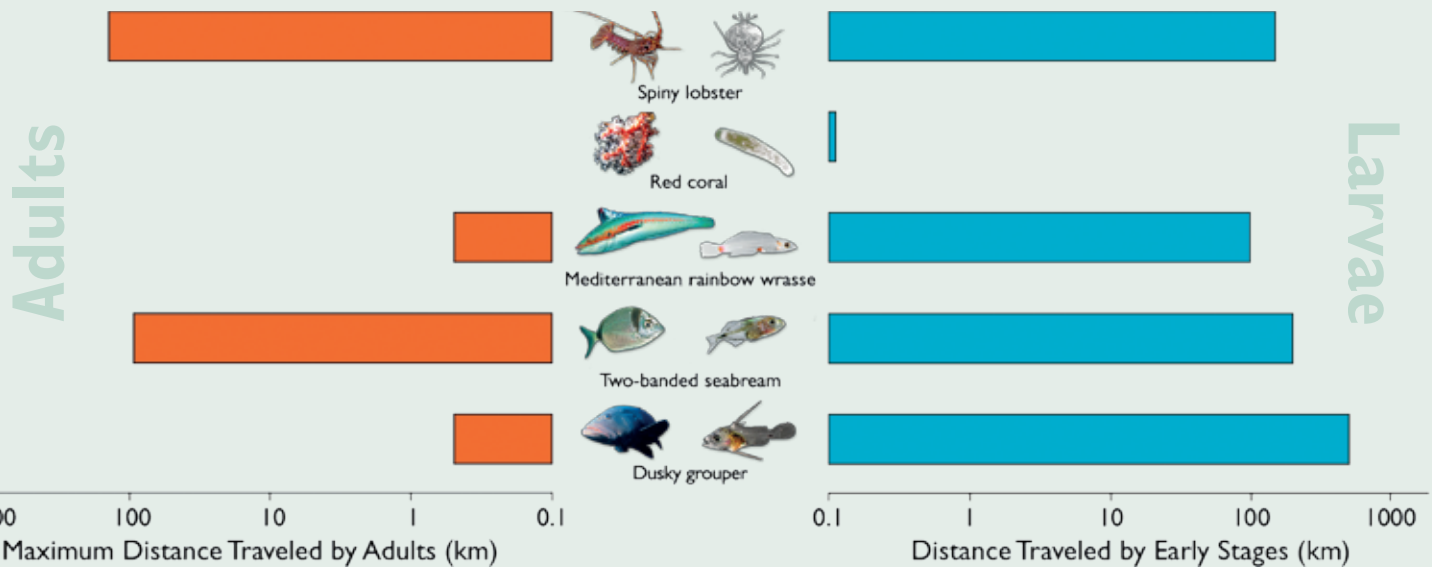 Adults
Larvae
Spiny lobster
Red coral
Mediterranean rainbow wrasse
Two-banded seabream
Dusky grouper
00 100 10 1 0.1
Maximum Distance Traveled by Adults (km)
0.1 1 10 100 1000
Distance Traveled by Early Stages (km)